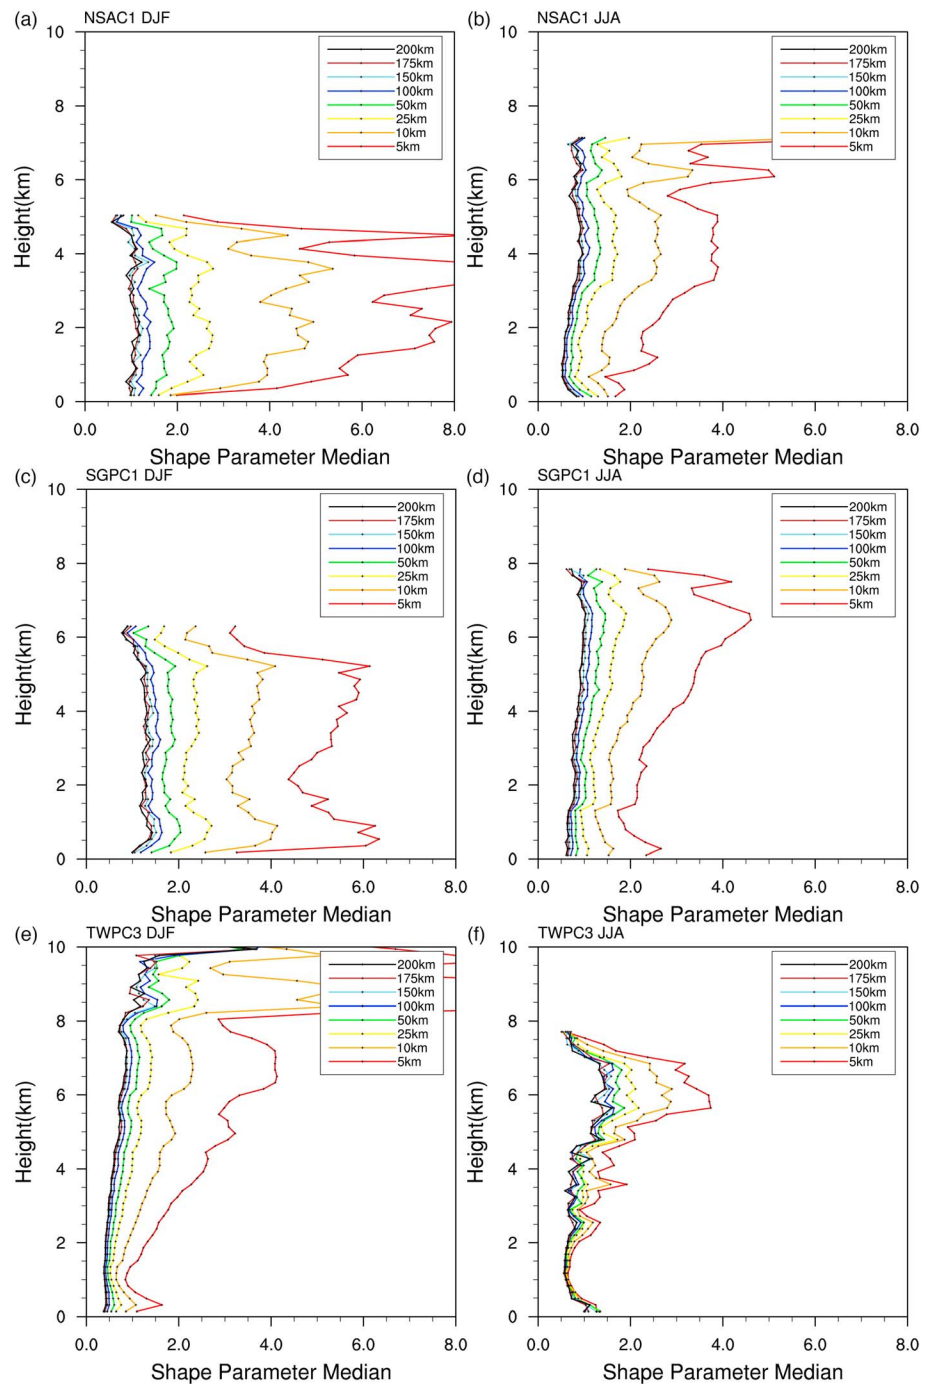 (a) NSAC1 DJF
10
8
6
4
2
0
Height(km)
200km
175km
150km
100km
50km
25km
10km
5km
0.0 2.0 4.0 6.0 8.0
Shape Parameter Median
(b) NSAC1 JJA
10
8
6
4
2
0
Height(km)
200km
175km
150km
100km
50km
25km
10km
5km
0.0 2.0 4.0 6.0 8.0
Shape Parameter Median
(c) SGPC1 DJF
10
8
6
4
2
0
Height(km)
200km
175km
150km
100km
50km
25km
10km
5km
0.0 2.0 4.0 6.0 8.0
Shape Parameter Median
(d) SGPC1 JJA
10
8
6
4
2
0
Height(km)
200km
175km
150km
100km
50km
25km
10km
5km
0.0 2.0 4.0 6.0 8.0
Shape Parameter Median
(e) TWPC3 DJF
10
8
6
4
2
0
Height(km)
200km
175km
150km
100km
50km
25km
10km
5km
0.0 2.0 4.0 6.0 8.0
Shape Parameter Median
(f) TWPC3 JJA
10
8
6
4
2
0
Height(km)
200km
175km
150km
100km
50km
25km
10km
5km
0.0 2.0 4.0 6.0 8.0
Shape Parameter Median